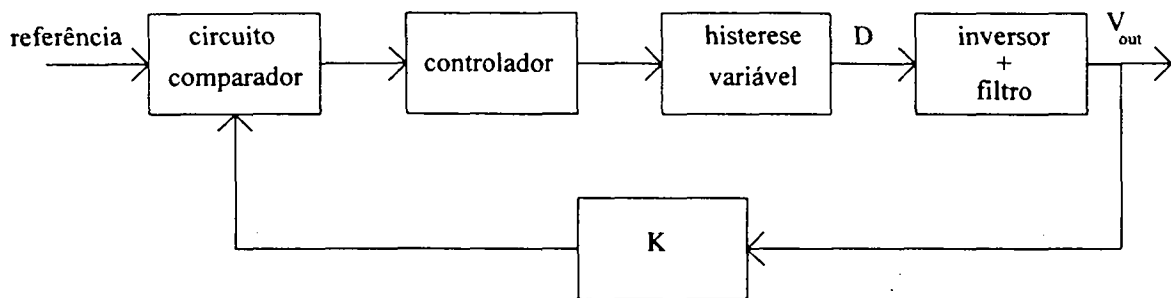 referência
circuito
comparador
controlador
histerese
variável
D
inversor
+
filtro
V out
K